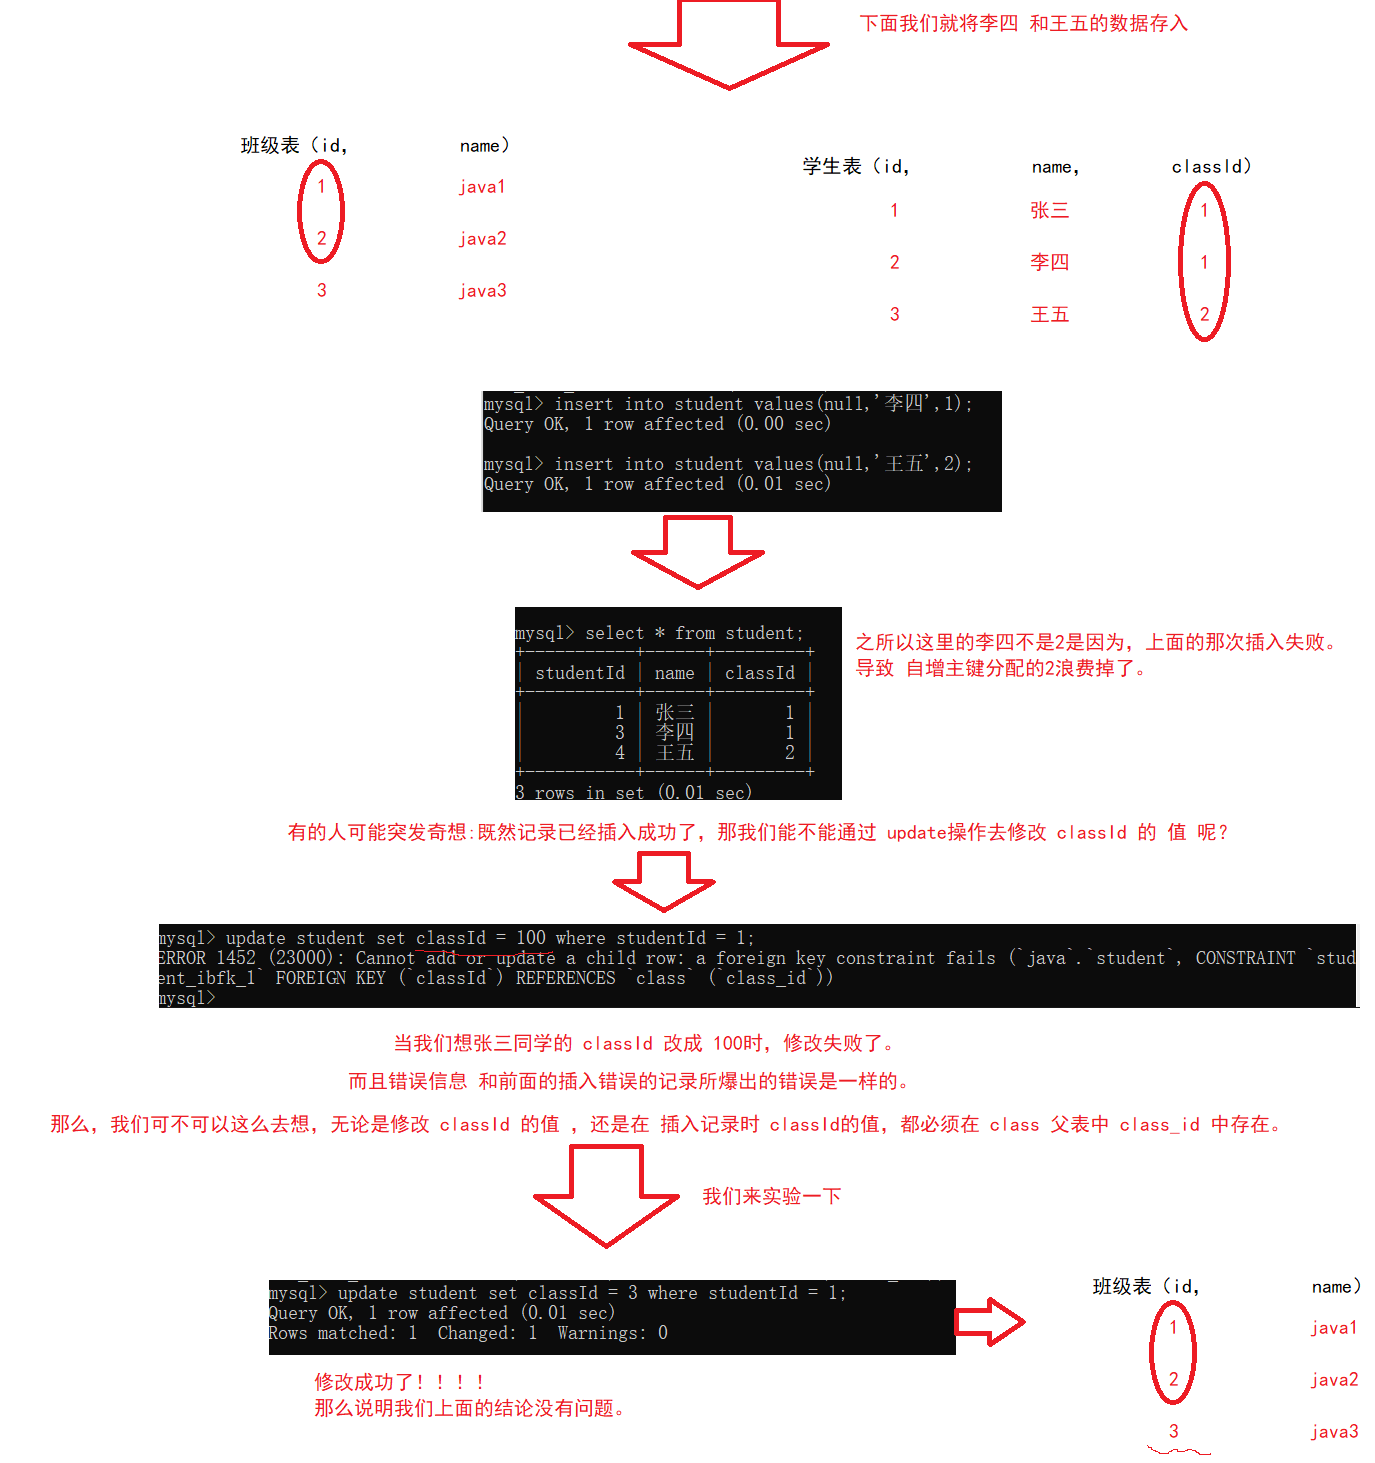 下面我们就将李四 和王五的数据存入
班级表（id， name）
1 java1
2 java2
3 java3
学生表（id， name， classId）
1 张三 1
2 李四 1
3 王五 2
mysql> insert into student values(null,'李四',1);
Query OK, 1 row affected (0.00 sec)
mysql> insert into student values(null,'王五',2);
Query OK, 1 row affected (0.01 sec)
mysql> select * from student;
+-----------+------+---------+
| studentId | name | classId |
+-----------+------+---------+
| 1 | 张三 | 1 |
| 3 | 李四 | 1 |
| 4 | 王五 | 2 |
+-----------+------+---------+
3 rows in set (0.01 sec)
之所以这里的李四不是2是因为，上面的那次插入失败。
导致 自增主键分配的2浪费掉了。
有的人可能突发奇想:既然记录已经插入成功了，那我们能不能通过 update操作去修改 classId 的 值 呢？
mysql> update student set classId = 100 where studentId = 1;
ERROR 1452 (23000): Cannot add or update a child row: a foreign key constraint fails (`java`.`student`, CONSTRAINT `stud
ent_ibfk_1` FOREIGN KEY (`classId`) REFERENCES `class` (`class_id`))
mysql>
当我们想张三同学的 classId 改成 100时，修改失败了。
而且错误信息 和前面的插入错误的记录所爆出的错误是一样的。
那么，我们可不可以这么去想，无论是修改 classId 的值 ，还是在 插入记录时 classId的值，都必须在 class 父表中 class_id 中存在。
我们来实验一下
mysql> update student set classId = 3 where studentId = 1;
Query OK, 1 row affected (0.01 sec)
Rows matched: 1  Changed: 1  Warnings: 0
修改成功了！！！！
那么说明我们上面的结论没有问题。
班级表（id， name）
1 java1
2 java2
3 java3